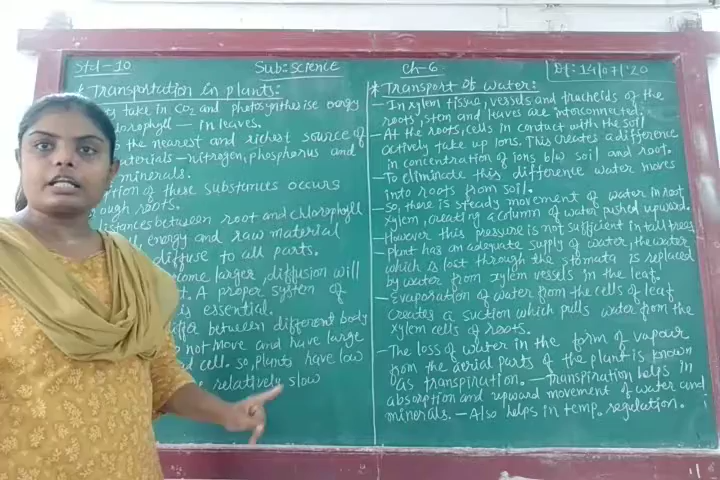 Std-10
Sub: Science
Ch-6
Dt: 14/07/'20
* Transportation in plants:
take in CO2 and photosynthesise energy
— in leaves.
the nearest and richest source of
materials — nitrogen, phosphorus and
minerals.
of these substances occurs
roots.
distances between root and chlorophyll
energy and raw material
diffuse to all parts.
larger, diffusion will
A proper system of
is essential.
differ between different body
not move and have large
cell. so, plants have low
relatively slow
* Transport of water:
— In xylem tissue, vessels and tracheids of the
roots, stem and leaves are interconnected.
— At the roots, cells in contact with the soil
actively take up ions. This creates a difference
in concentration of ions b/w soil and root.
— To eliminate this difference water moves
into roots from soil.
— So there is steady movement of water in root
xylem, creating a column of water pushed upward.
— However this pressure is not sufficient in tall trees
— Plant has an adequate supply of water, the water
which is lost through the stomata is replaced
by water from xylem vessels in the leaf.
— Evaporation of water from the cells of leaf
creates a suction which pulls water from the
xylem cells of roots.
— The loss of water in the form of vapour
from the aerial parts of the plant is known
as transpiration. — Transpiration helps in
absorption and upward movement of water and
minerals. — Also helps in temp. regulation.